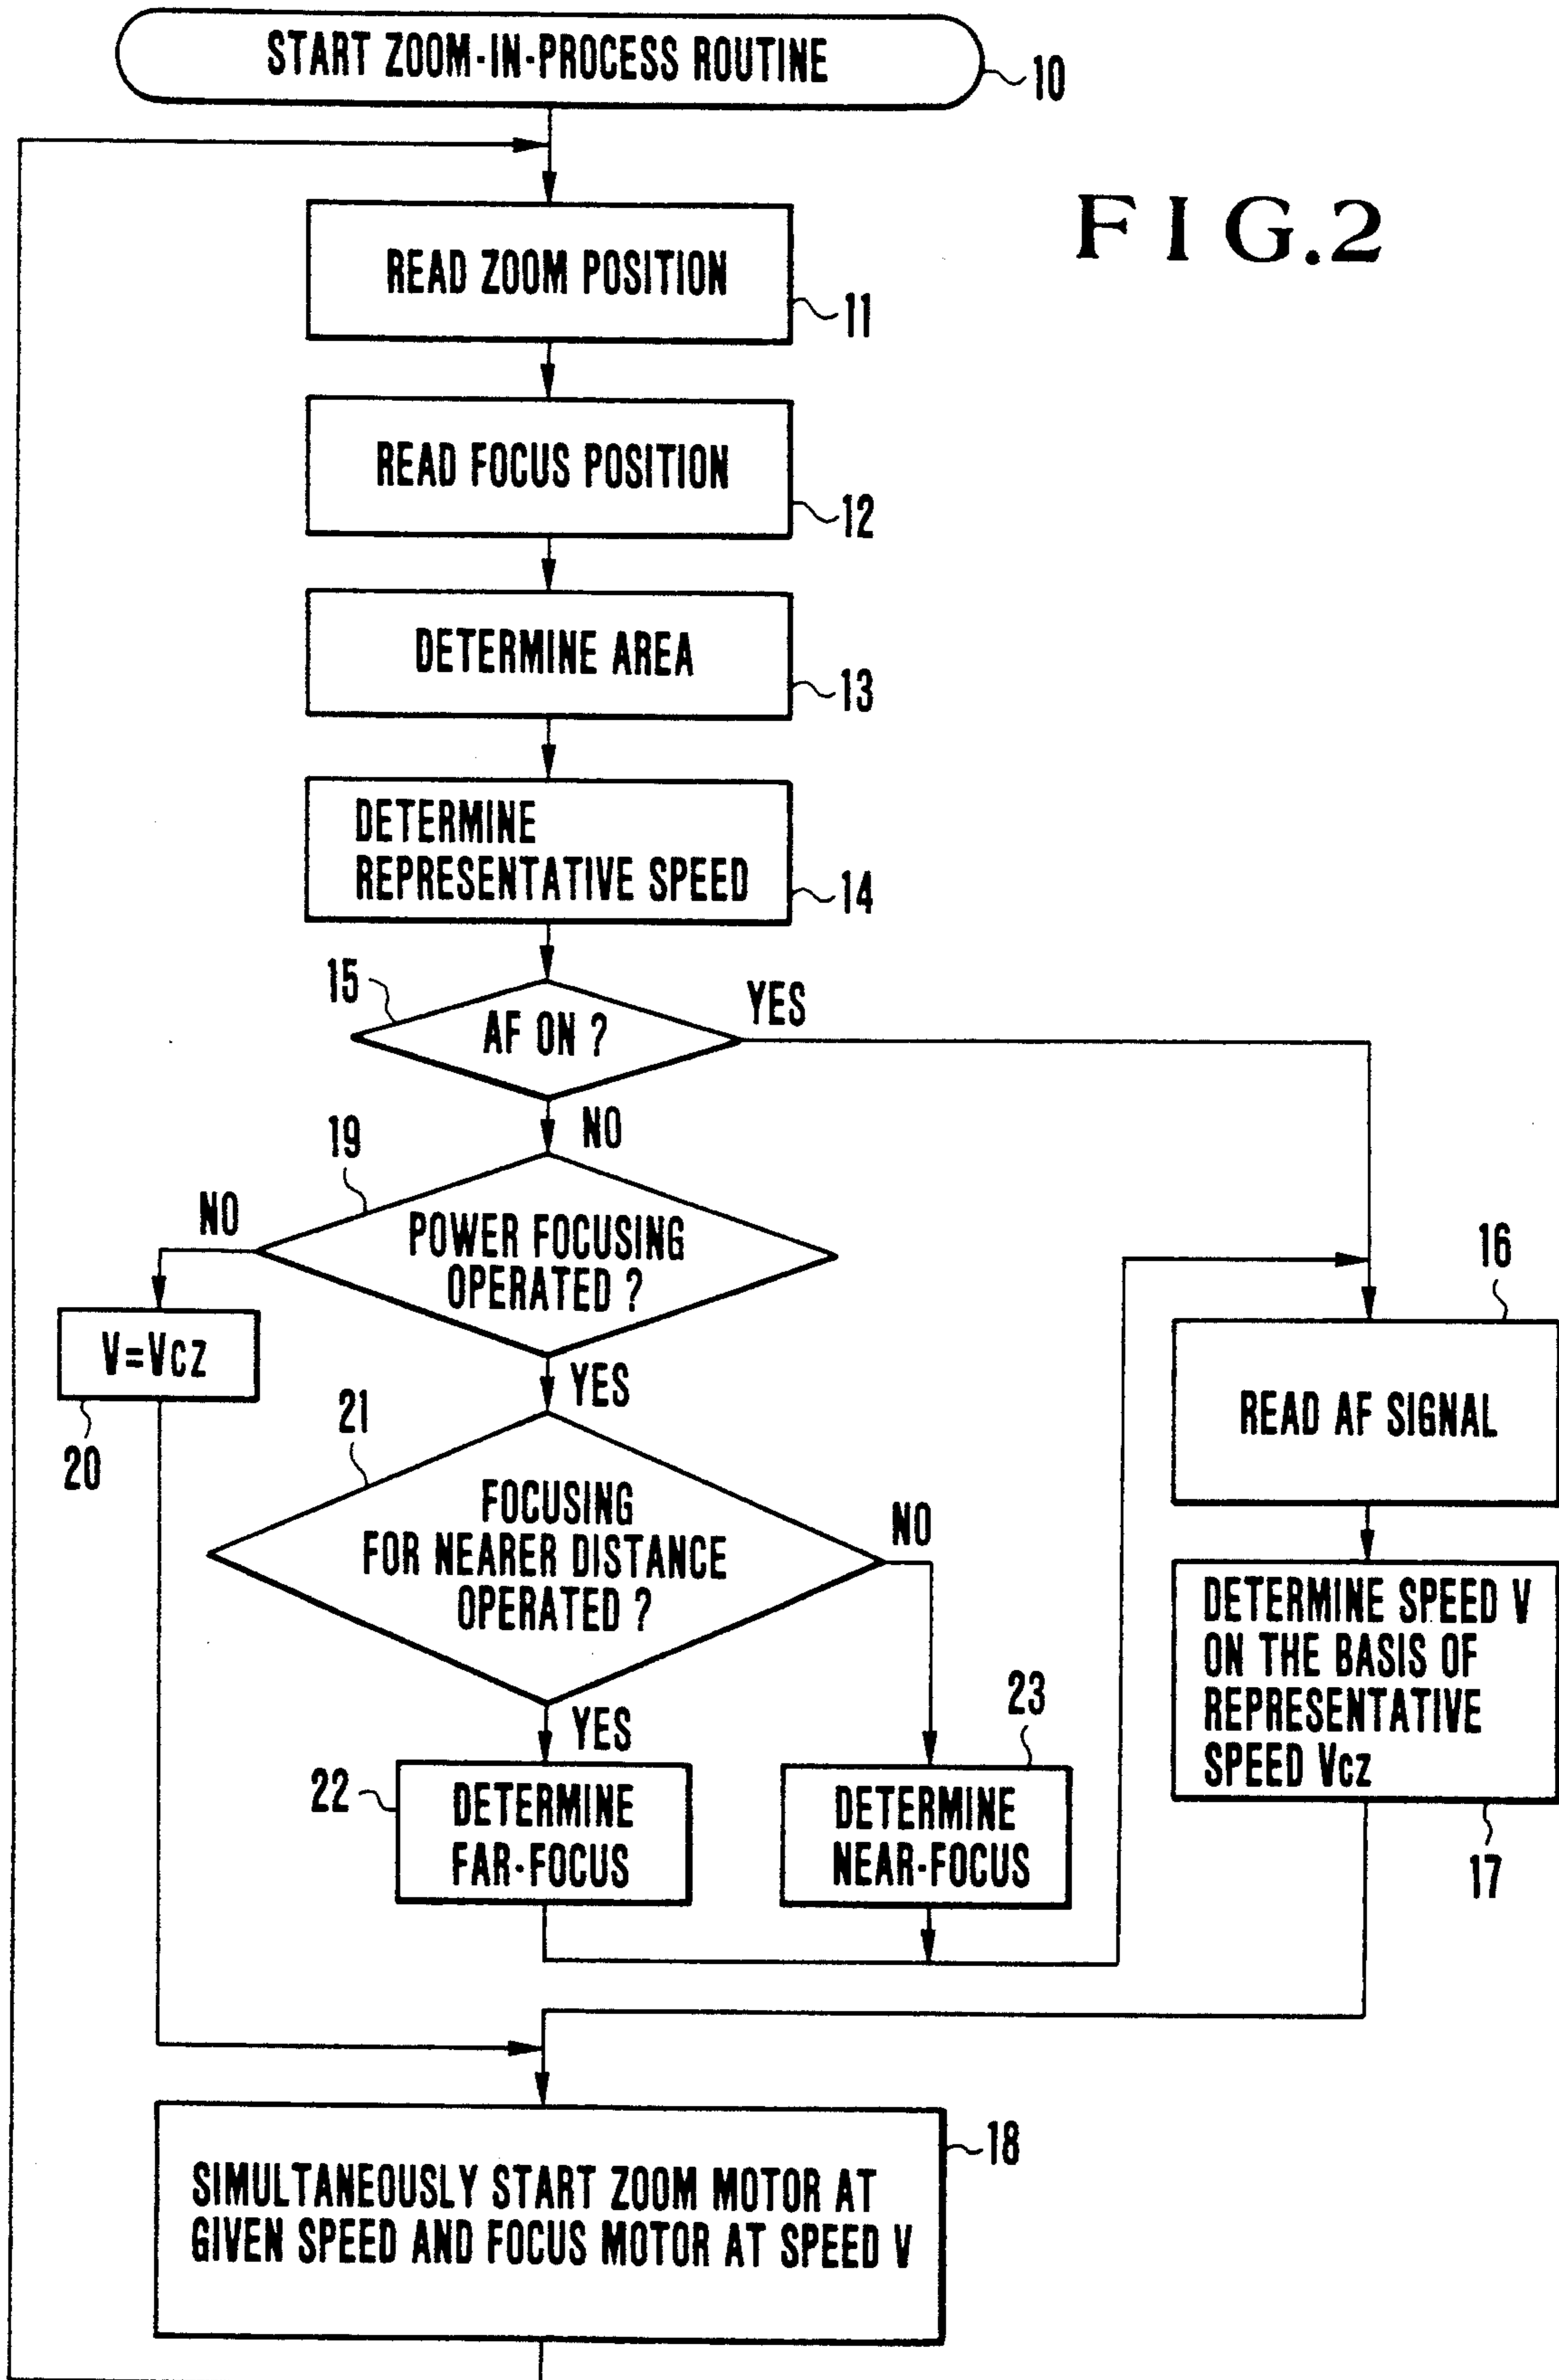 START ZOOM-IN-PROCESS ROUTINE
10
FIG.2
READ ZOOM POSITION
11
READ FOCUS POSITION
12
DETERMINE AREA
13
DETERMINE
REPRESENTATIVE SPEED
14
15
AF ON ?
YES
NO
19
POWER FOCUSING
OPERATED ?
NO
V=VCZ
20
YES
21
FOCUSING
FOR NEARER DISTANCE
OPERATED ?
NO
YES
22
DETERMINE
FAR-FOCUS
23
DETERMINE
NEAR-FOCUS
16
READ AF SIGNAL
DETERMINE SPEED V
ON THE BASIS OF
REPRESENTATIVE
SPEED VCZ
17
18
SIMULTANEOUSLY START ZOOM MOTOR AT
GIVEN SPEED AND FOCUS MOTOR AT SPEED V